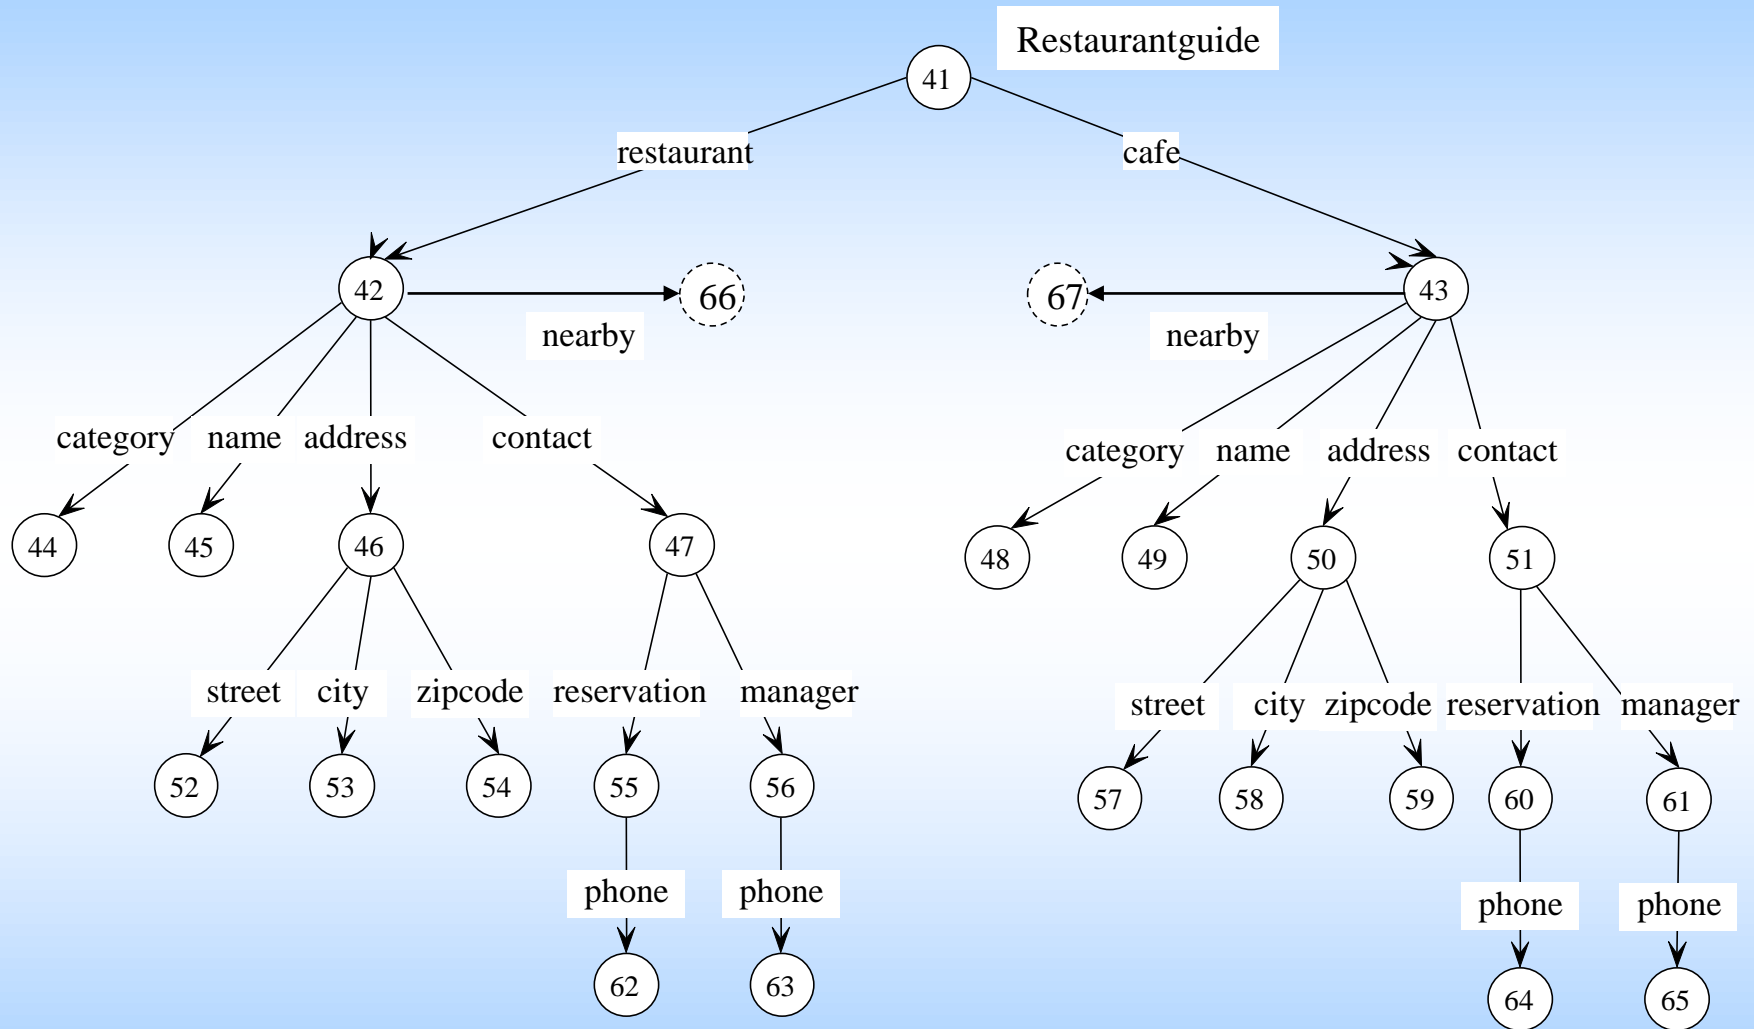 Restaurantguide
41
restaurant
cafe
42
66
67
43
nearby
nearby
category name address contact
category name address contact
44 45 46 47
48 49 50 51
street city zipcode reservation manager
street city zipcode reservation manager
52 53 54 55 56
57 58 59 60 61
phone phone
phone phone
62 63
64 65